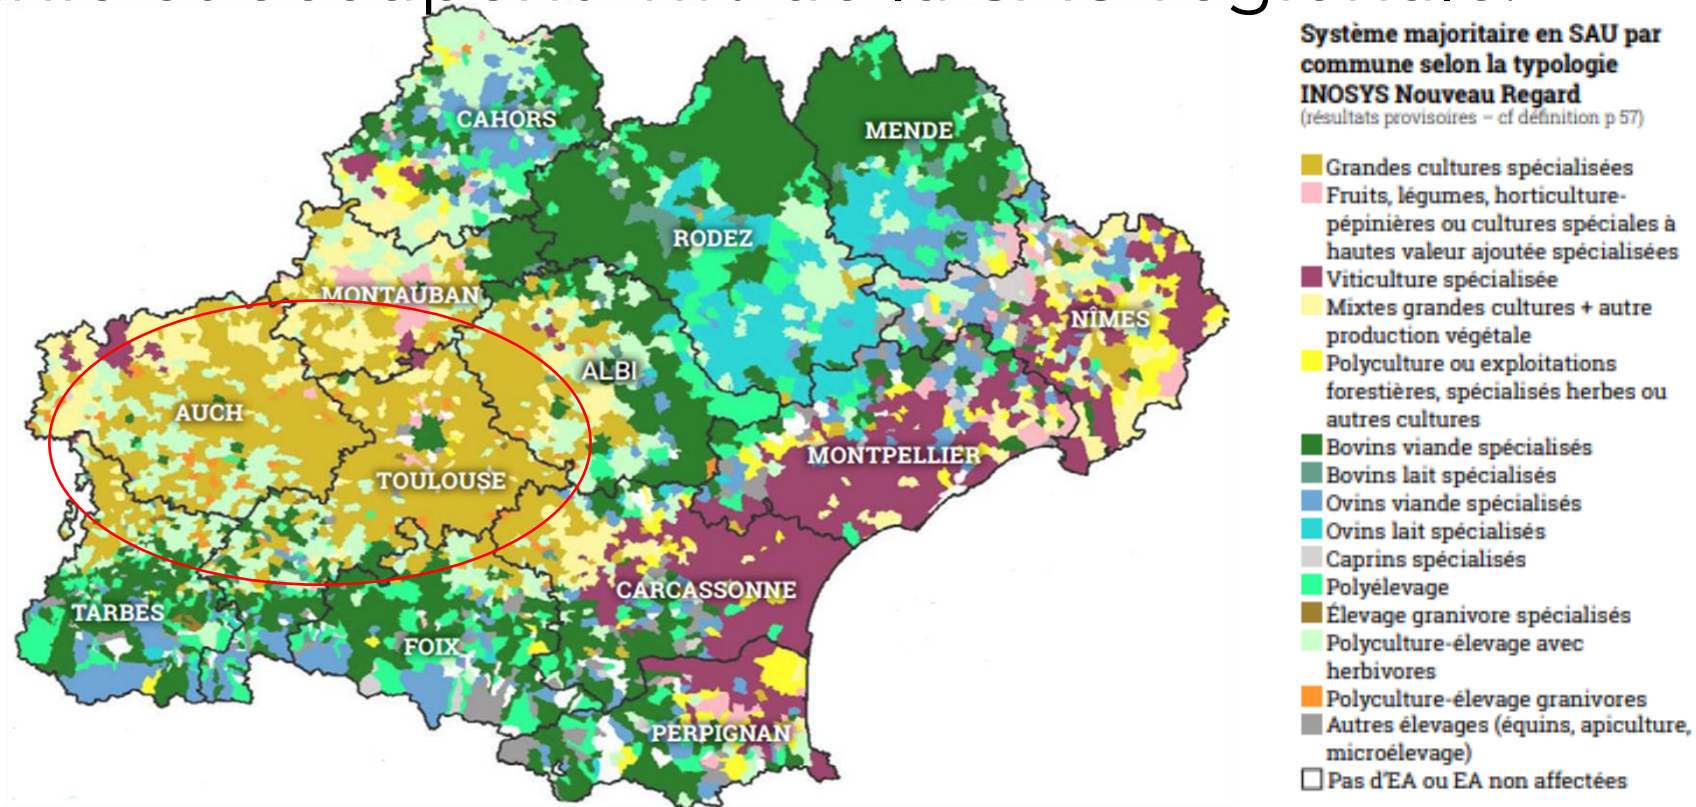 Système majoritaire en SAU par
commune selon la typologie
INOSYS Nouveau Regard
(résultats provisoires – cf définition p 57)
Grandes cultures spécialisées
Fruits, légumes, horticulture-
pépinières ou cultures spéciales à
hautes valeur ajoutée spécialisées
Viticulture spécialisée
Mixtes grandes cultures + autre
production végétale
Polyculture ou exploitations
forestières, spécialisés herbes ou
autres cultures
Bovins viande spécialisés
Bovins lait spécialisés
Ovins viande spécialisés
Ovins lait spécialisés
Caprins spécialisés
Polyélevage
Élevage granivore spécialisés
Polyculture-élevage avec
herbivores
Polyculture-élevage granivores
Autres élevages (équins, apiculture,
microélevage)
Pas d'EA ou EA non affectées
CAHORS
MENDE
RODEZ
MONTAUBAN
NÎMES
ALBI
AUCH
MONTPELLIER
TOULOUSE
CARCASSONNE
TARBES
FOIX
PERPIGNAN